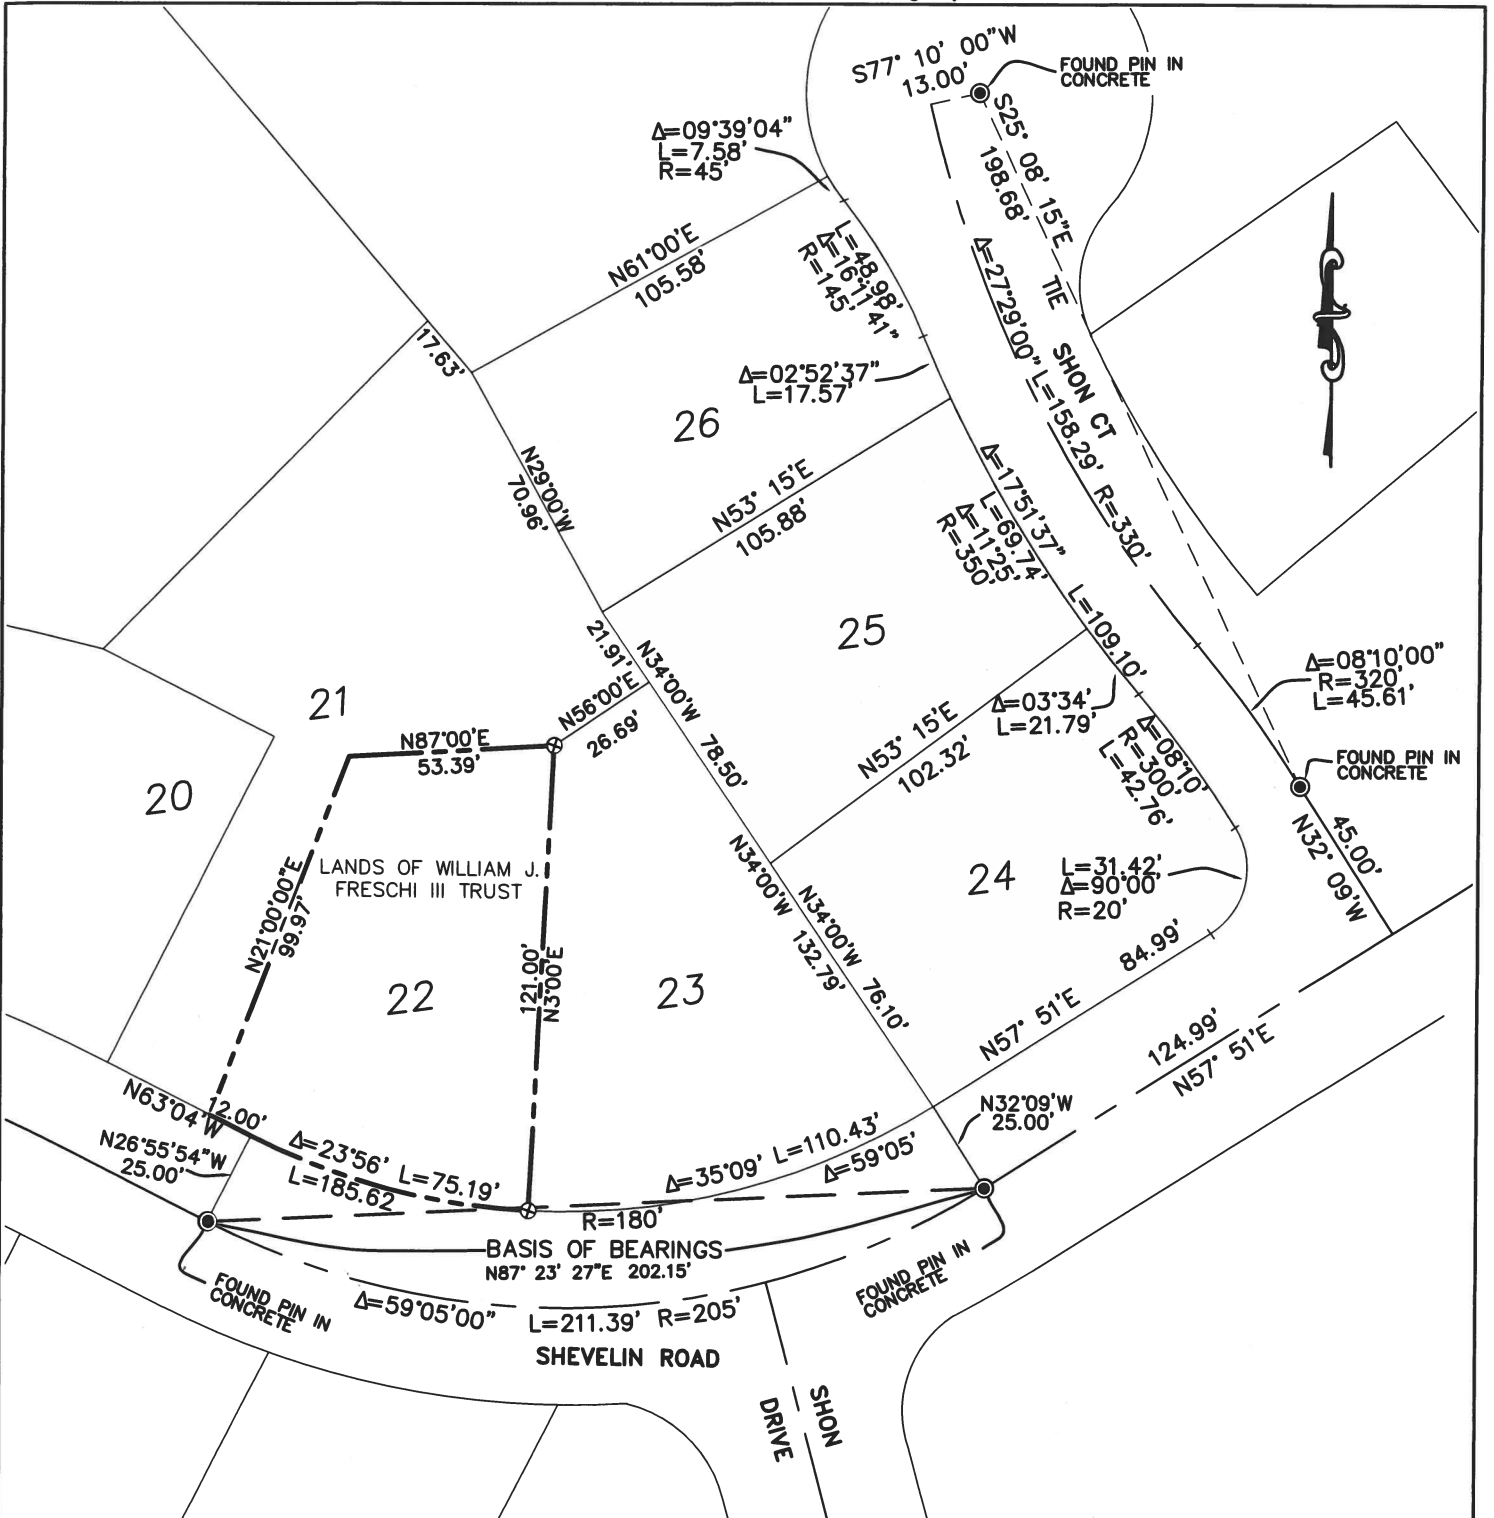 S77° 10' 00"W
13.00'
FOUND PIN IN
CONCRETE
S25° 08' 15"E TIE
198.68'
Δ=09°39'04"
L=7.58'
R=45'
N61°00'E
105.58'
L=48.98'
Δ=16°11'41"
R=145'
Δ=27°29'00" L=158.29' R=330'
SHON CT
17.63'
Δ=02°52'37"
L=17.57'
26
N29°00'W
70.96'
N53° 15'E
105.88'
Δ=17°51'37"
L=69.74'
Δ=11°25'
R=350'
L=109.10'
25
21.91'
N34°00'W 78.50'
N56°00'E
26.69'
Δ=08°10'00"
R=320'
L=45.61'
21
Δ=03°34'
L=21.79'
N53° 15'E
102.32'
Δ=08°10'
R=300'
L=42.76'
N87°00'E
53.39'
20
FOUND PIN IN
CONCRETE
45.00'
N32° 09'W
LANDS OF WILLIAM J.
FRESCHI III TRUST
N34°00'W 132.79'
N34°00'W 76.10'
24
L=31.42'
Δ=90°00'
R=20'
N21°00'00"E
99.97'
22
121.00'
N3°00'E
23
84.99'
N57° 51'E
124.99'
N57° 51'E
N63°04'W
12.00'
N26°55'54"W
25.00'
Δ=23°56' L=75.19'
L=185.62
Δ=35°09' L=110.43'
Δ=59°05'
N32°09'W
25.00'
R=180'
BASIS OF BEARINGS
N87° 23' 27"E 202.15'
FOUND PIN IN
CONCRETE
FOUND PIN IN
CONCRETE
Δ=59°05'00" L=211.39' R=205'
SHEVELIN ROAD
SHON
DRIVE